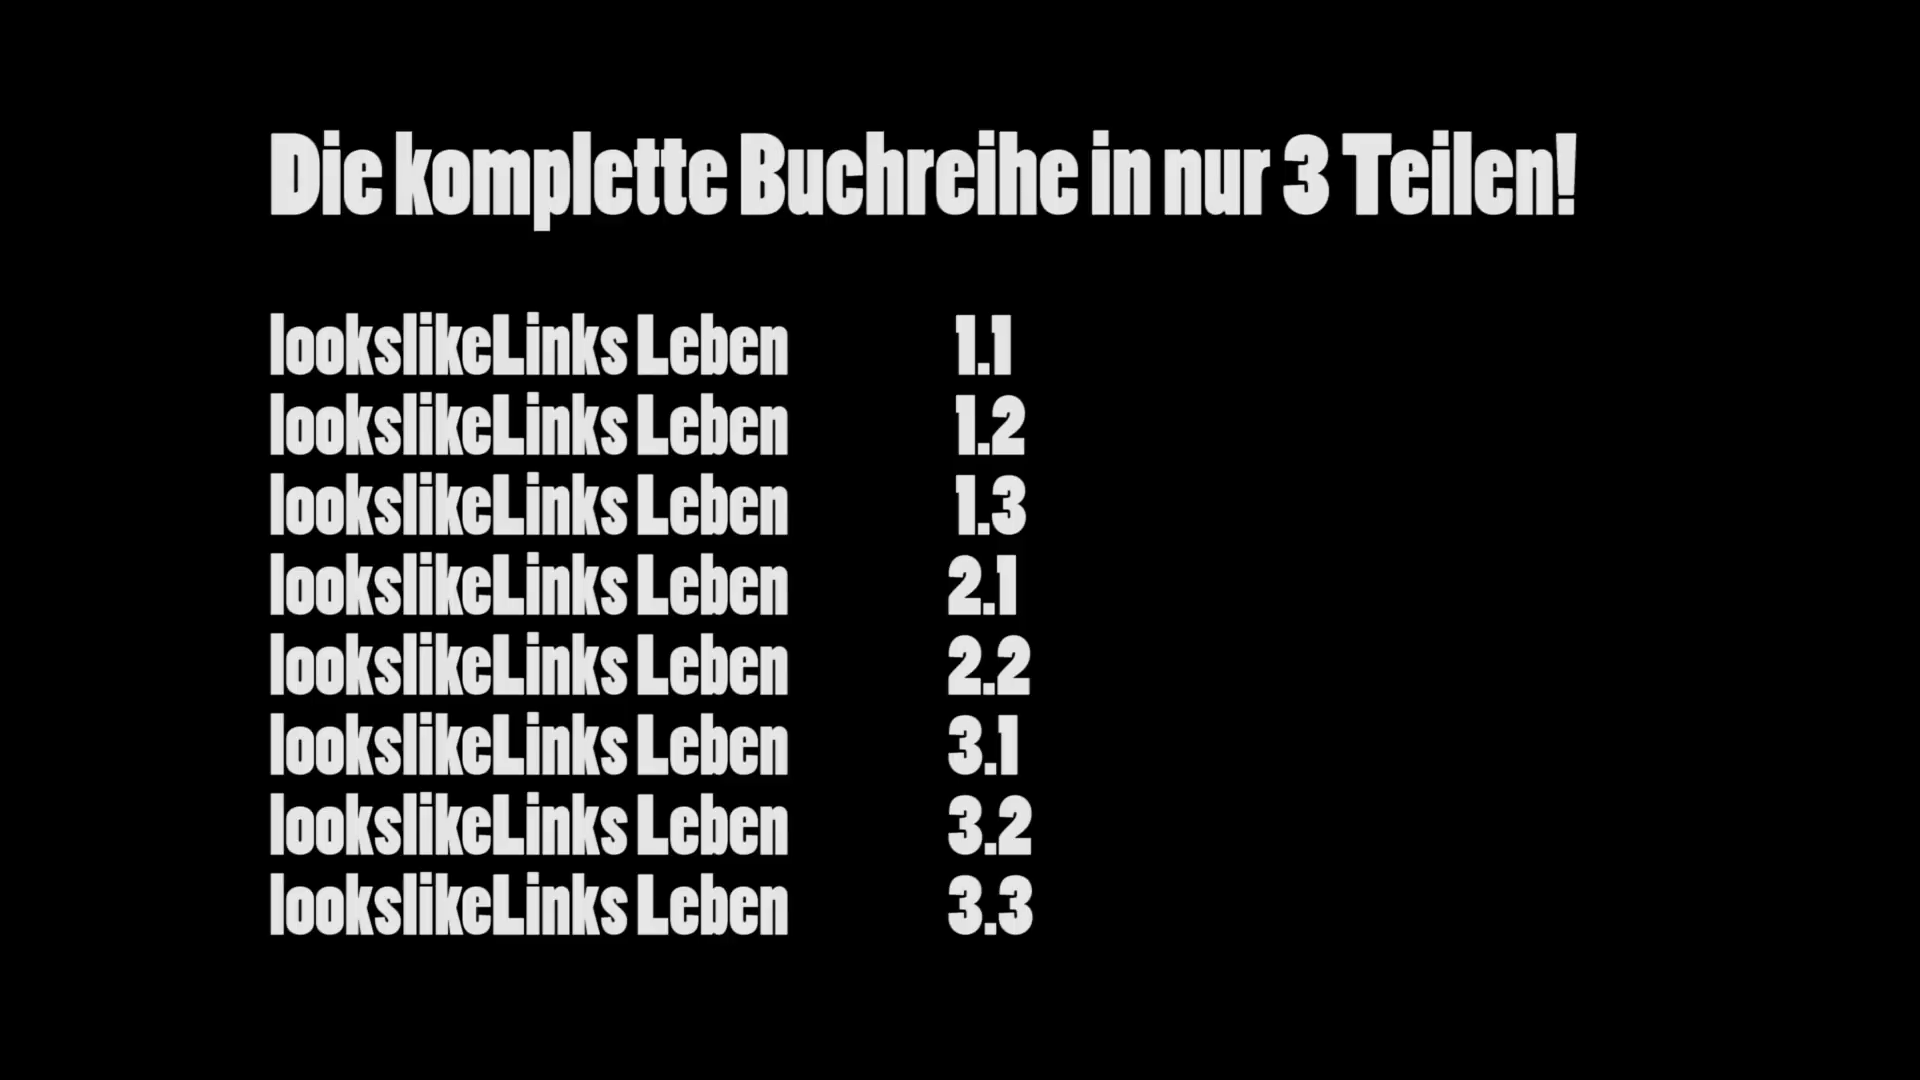 Die komplette Buchreihe in nur 3 Teilen!
lookslikeLinks Leben 1.1
lookslikeLinks Leben 1.2
lookslikeLinks Leben 1.3
lookslikeLinks Leben 2.1
lookslikeLinks Leben 2.2
lookslikeLinks Leben 3.1
lookslikeLinks Leben 3.2
lookslikeLinks Leben 3.3